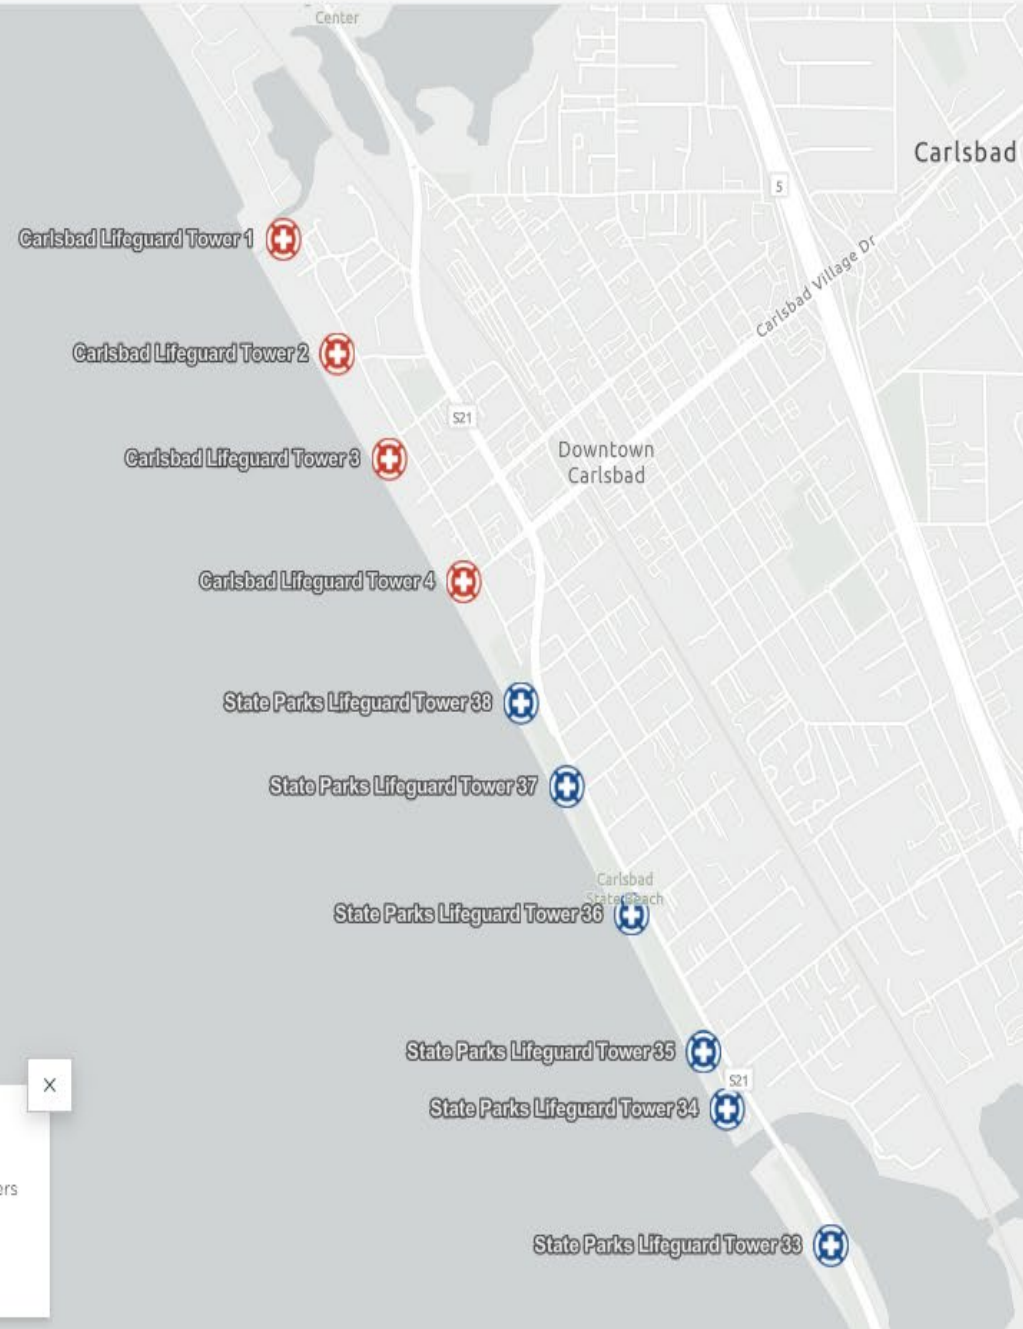 Center
Carlsbad
5
Carlsbad Lifeguard Tower 1
Carlsbad Village Dr
Carlsbad Lifeguard Tower 2
S21
Carlsbad Lifeguard Tower 3
Downtown
Carlsbad
Carlsbad Lifeguard Tower 4
State Parks Lifeguard Tower 38
State Parks Lifeguard Tower 37
Carlsbad
State Beach
State Parks Lifeguard Tower 36
State Parks Lifeguard Tower 35
S21
State Parks Lifeguard Tower 34
X
ers
State Parks Lifeguard Tower 33